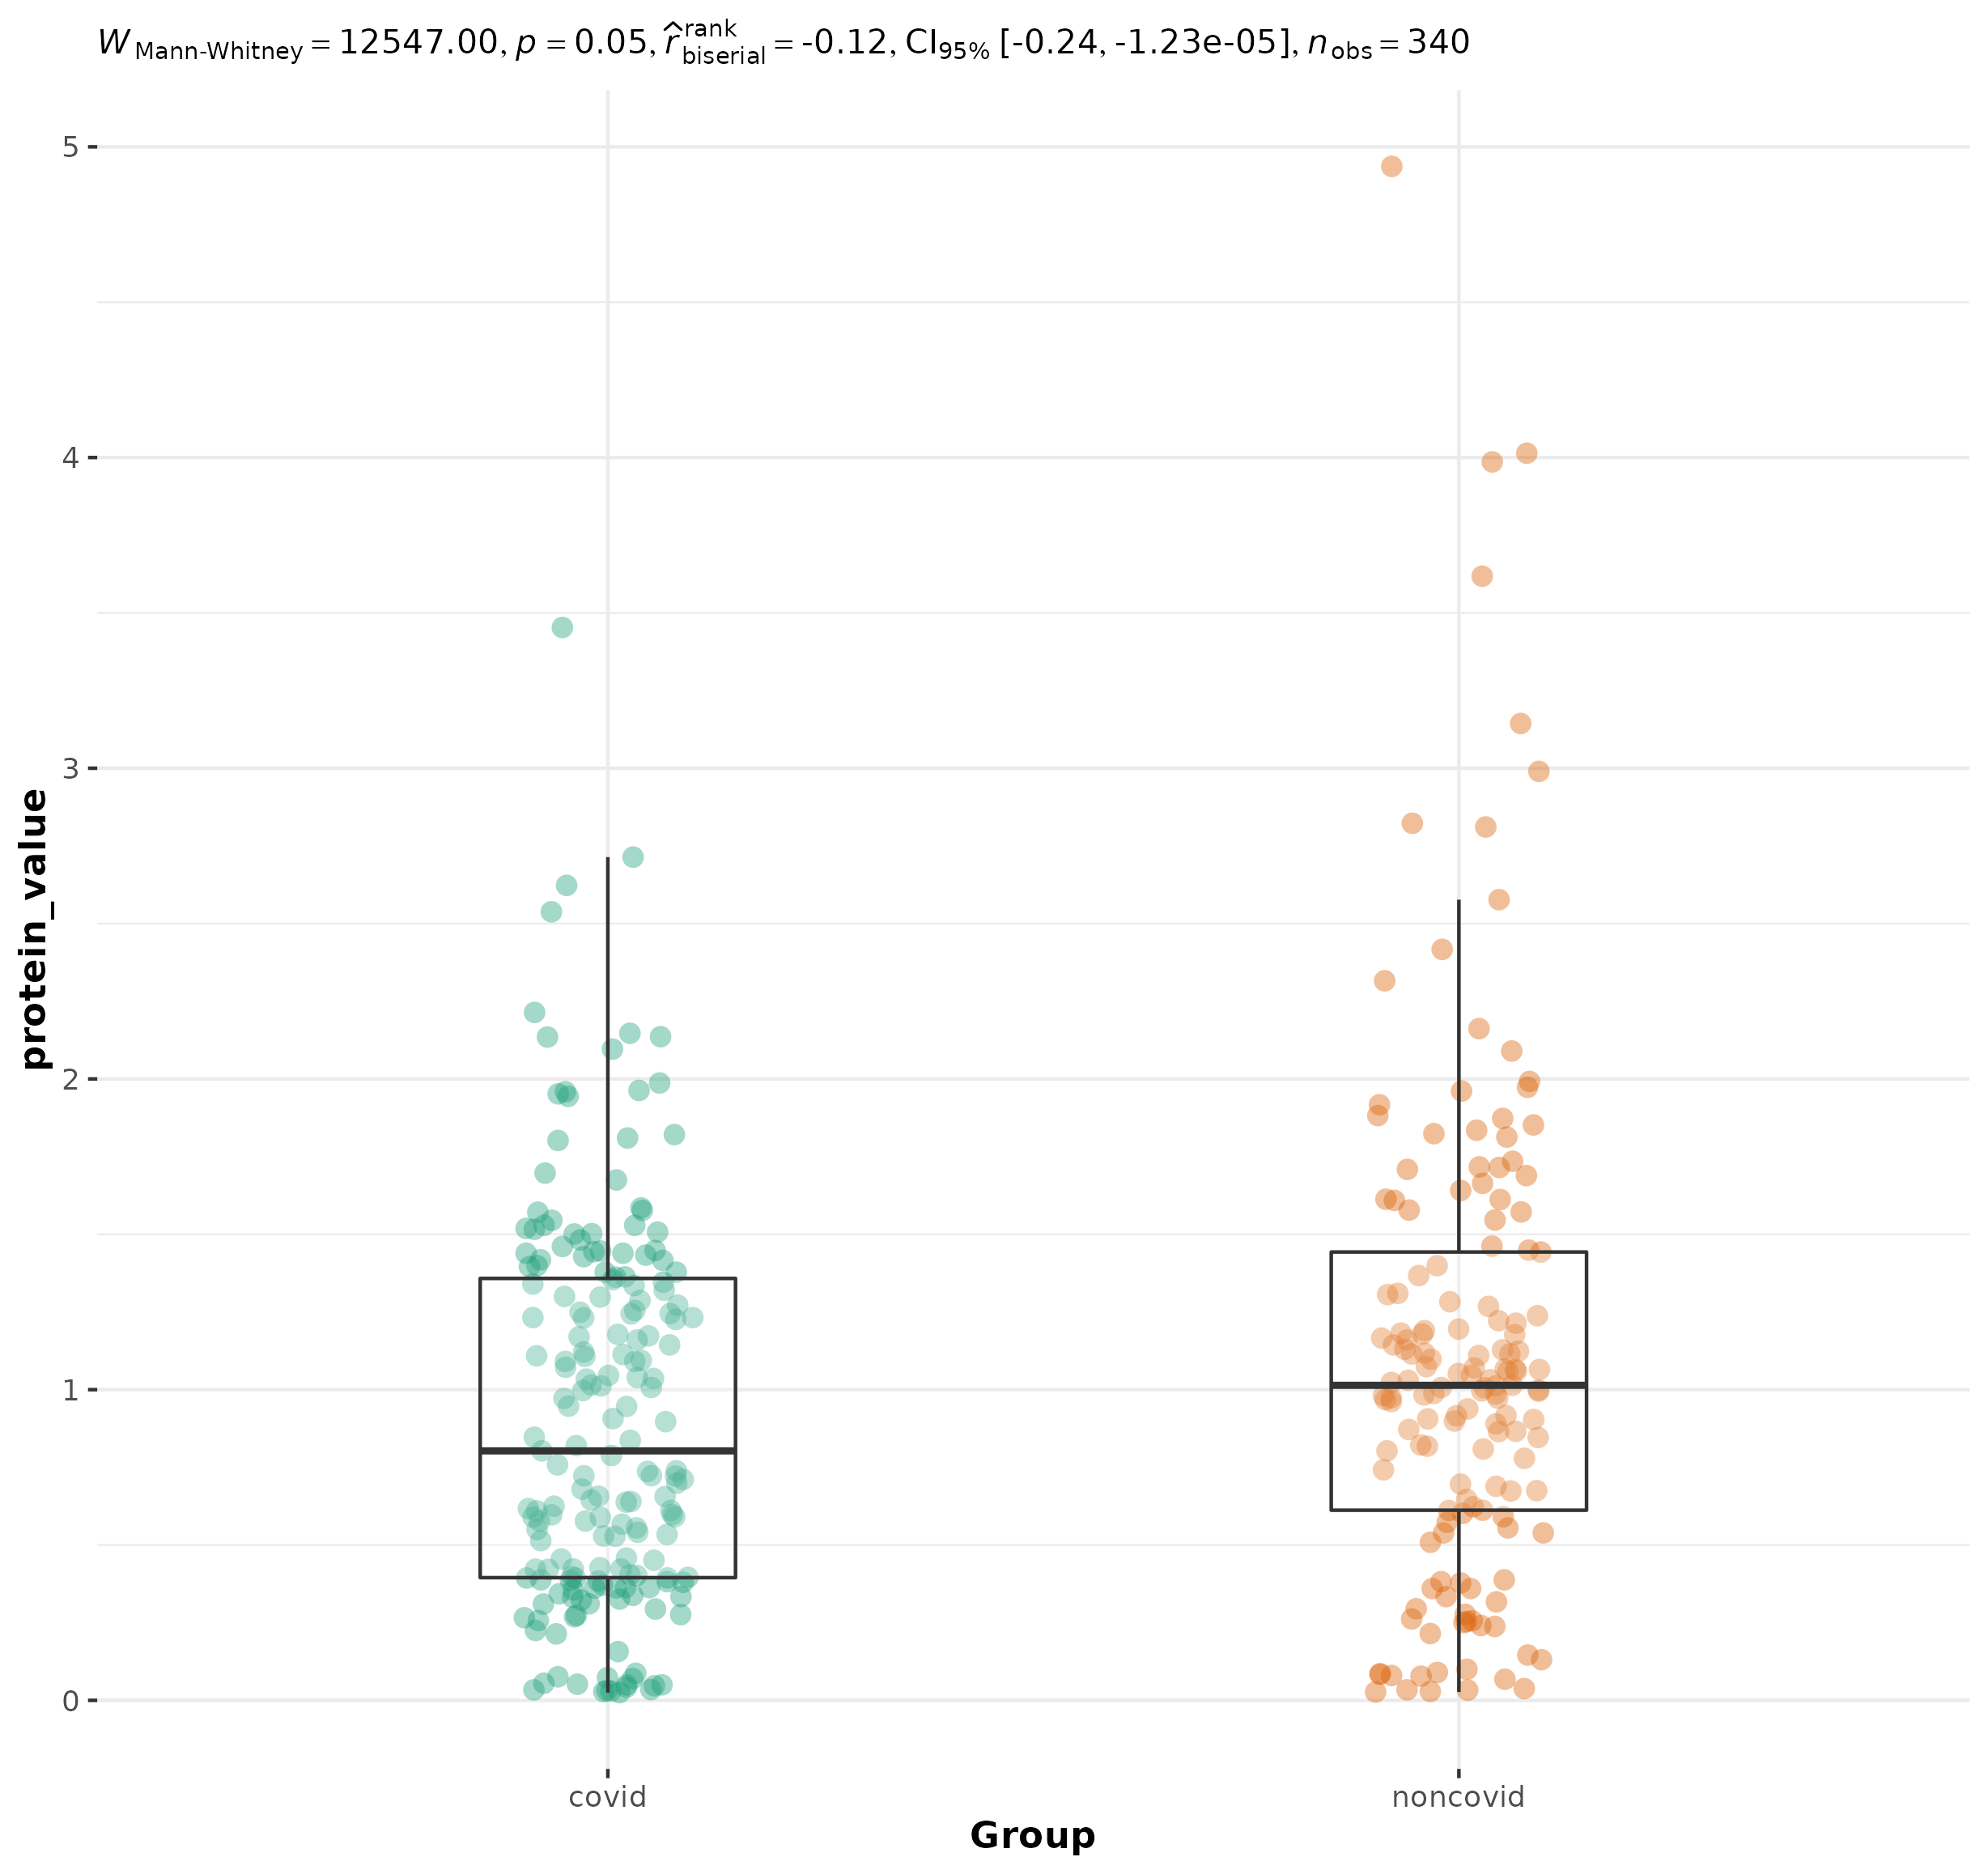 W Mann-Whitney = 12547.00, p = 0.05, r̂ rank biserial = -0.12, CI95% [-0.24, -1.23e-05], nobs = 340
5
4
3
2
1
0
protein_value
covid noncovid
Group